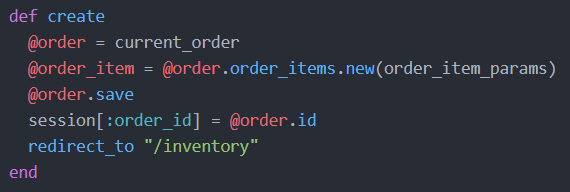 def create
  @order = current_order
  @order_item = @order.order_items.new(order_item_params)
  @order.save
  session[:order_id] = @order.id
  redirect_to "/inventory"
end